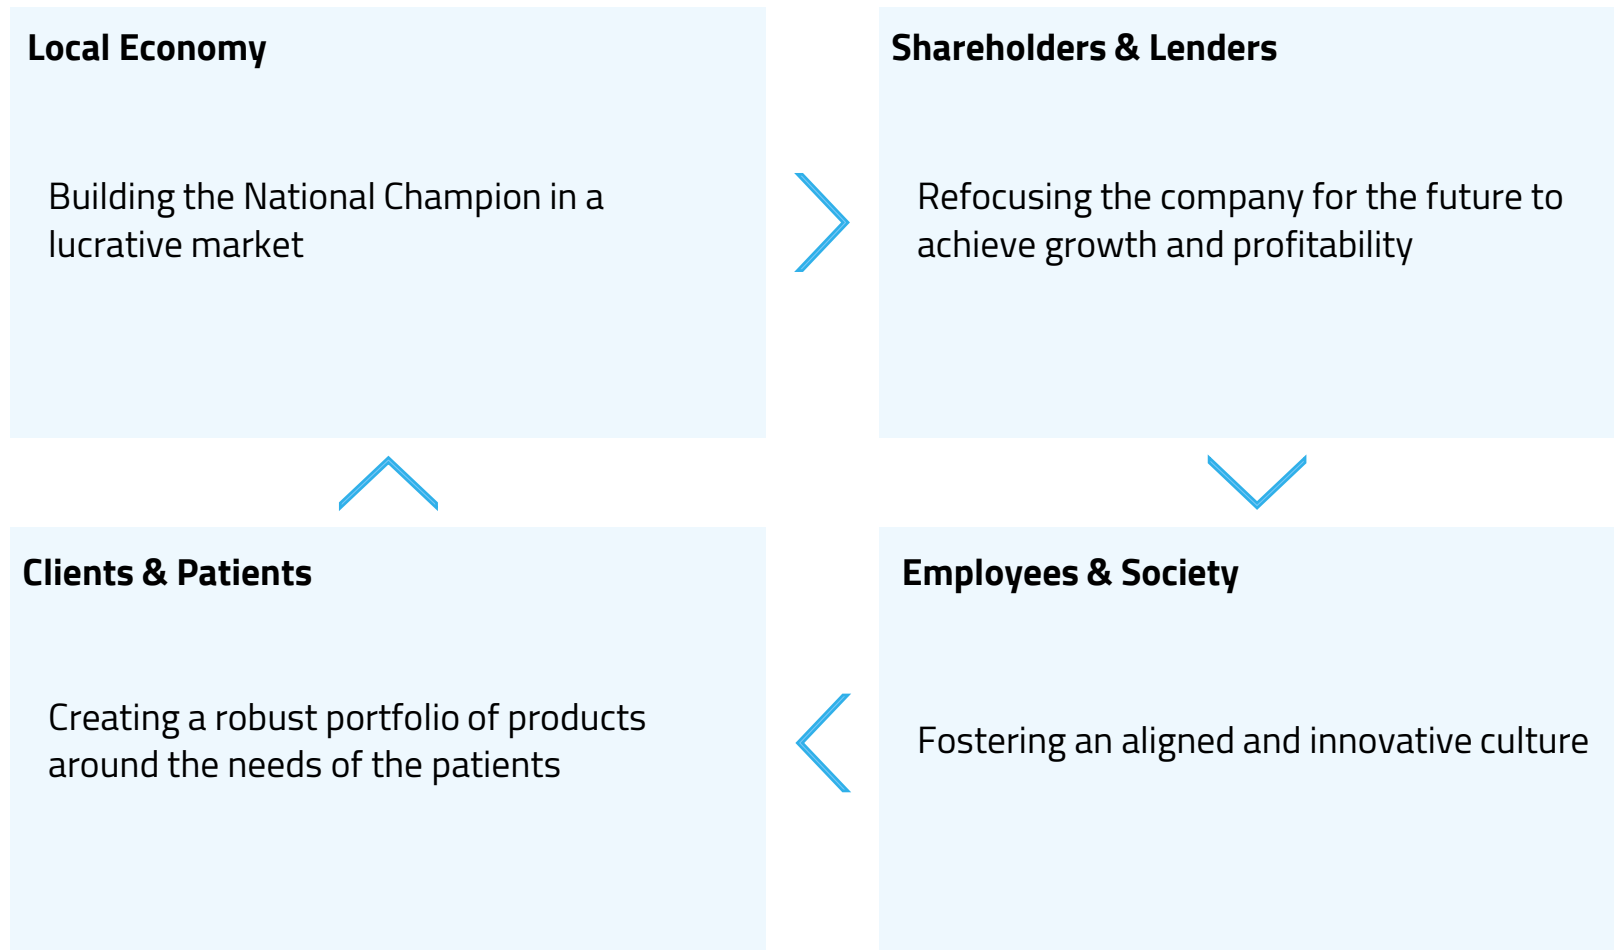 Local Economy
Building the National Champion in a
lucrative market
Shareholders & Lenders
Refocusing the company for the future to
achieve growth and profitability
Clients & Patients
Creating a robust portfolio of products
around the needs of the patients
Employees & Society
Fostering an aligned and innovative culture